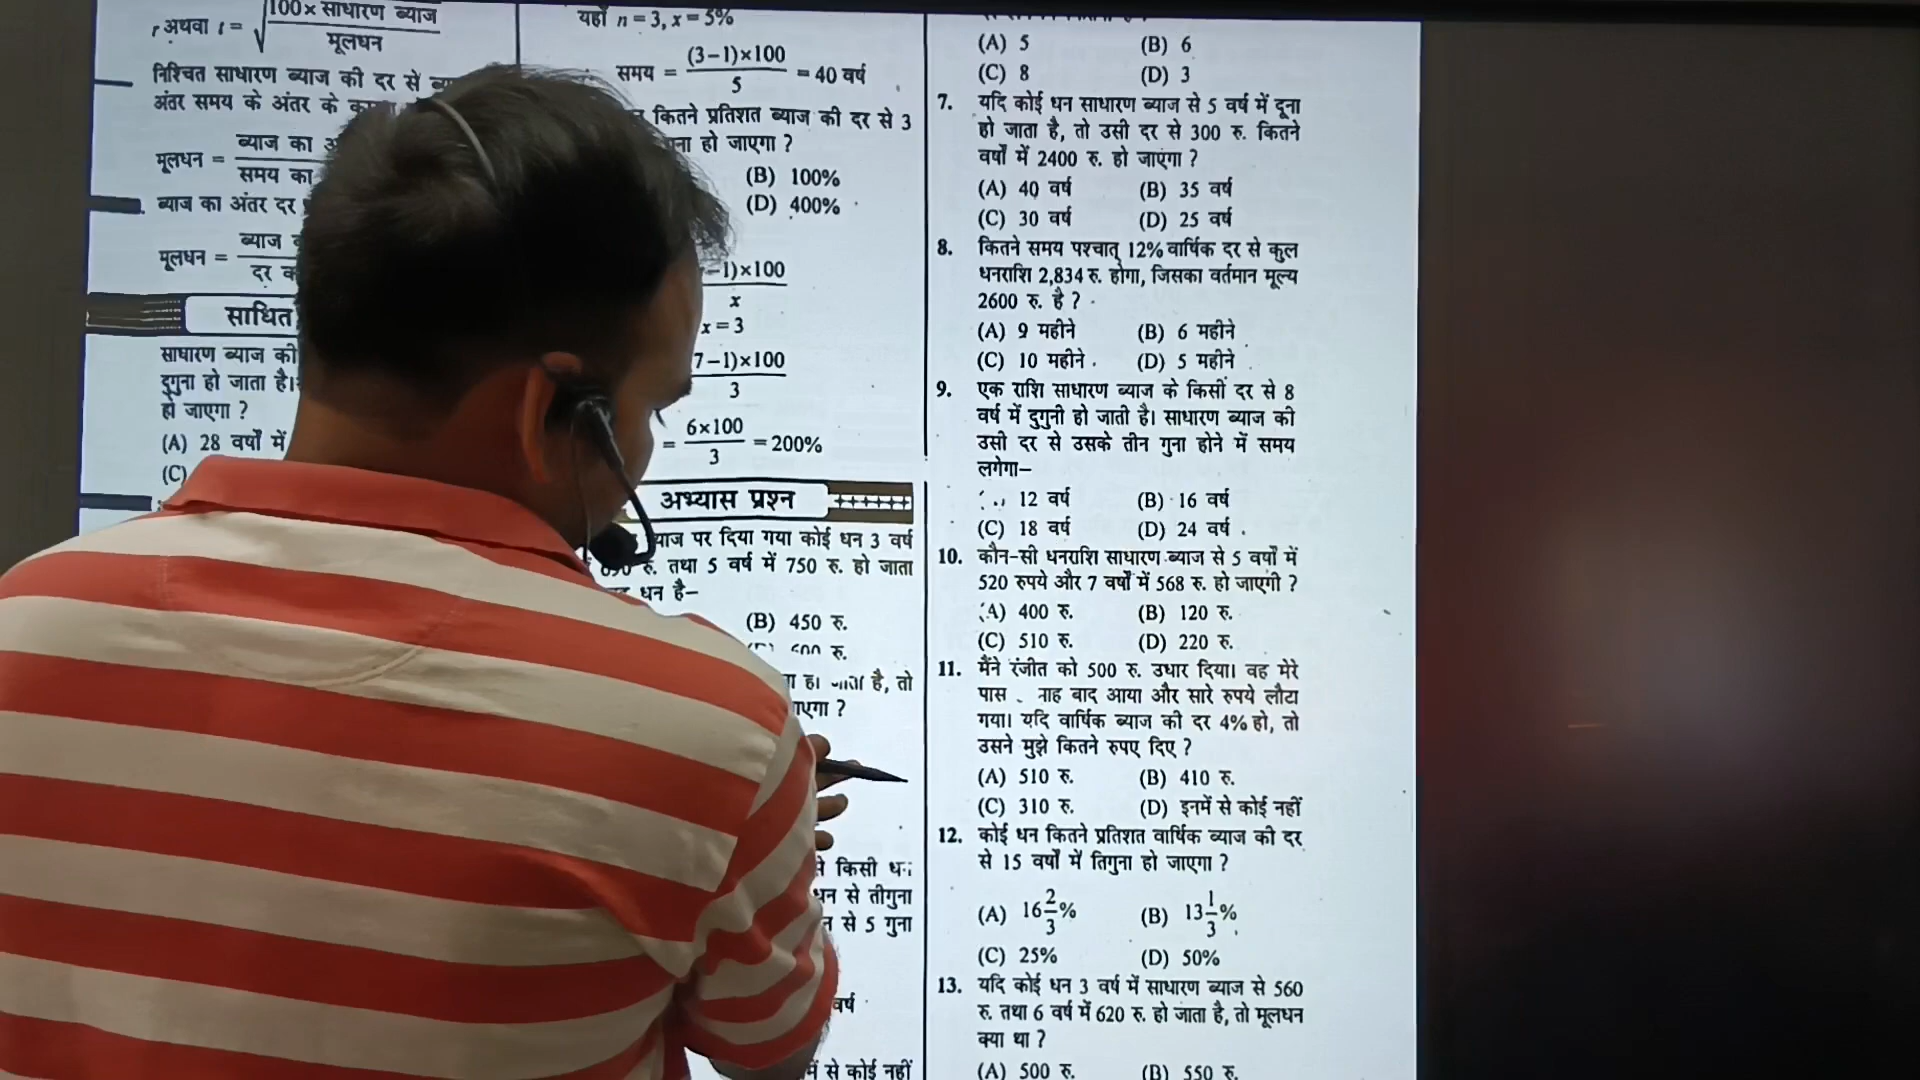 r अथवा t = √100× साधारण ब्याज / मूलधन
निश्चित साधारण ब्याज की दर से
अंतर समय के अंतर के
मूलधन = ब्याज का / समय का
ब्याज का अंतर दर
मूलधन = ब्याज / दर
साधित
साधारण ब्याज की
दुगुना हो जाता है।
हो जाएगा ?
(A) 28 वर्षों में
(C)
यहाँ n = 3, x = 5%
समय = (3–1)×100 / 5 = 40 वर्ष
कितने प्रतिशत ब्याज की दर से 3
हो जाएगा ?
(B) 100%
(D) 400%
–1)×100 / x
x = 3
7–1)×100 / 3
= 6×100 / 3 = 200%
अभ्यास प्रश्न
पर दिया गया कोई धन 3 वर्ष
रु. तथा 5 वर्ष में 750 रु. हो जाता
धन है–
(B) 450 रु.
रु.
है, तो
किसी
धन से तीगुना
से 5 गुना
वर्ष
में से कोई नहीं
(A) 5 (B) 6
(C) 8 (D) 3
7. यदि कोई धन साधारण ब्याज से 5 वर्ष में दूना
हो जाता है, तो उसी दर से 300 रु. कितने
वर्षों में 2400 रु. हो जाएगा ?
(A) 40 वर्ष (B) 35 वर्ष
(C) 30 वर्ष (D) 25 वर्ष
8. कितने समय पश्चात् 12% वार्षिक दर से कुल
धनराशि 2,834 रु. होगा, जिसका वर्तमान मूल्य
2600 रु. है ?
(A) 9 महीने (B) 6 महीने
(C) 10 महीने (D) 5 महीने
9. एक राशि साधारण ब्याज के किसी दर से 8
वर्ष में दुगुनी हो जाती है। साधारण ब्याज की
उसी दर से उसके तीन गुना होने में समय
लगेगा–
12 वर्ष (B) 16 वर्ष
(C) 18 वर्ष (D) 24 वर्ष
10. कौन-सी धनराशि साधारण ब्याज से 5 वर्षों में
520 रुपये और 7 वर्षों में 568 रु. हो जाएगी ?
(A) 400 रु. (B) 120 रु.
(C) 510 रु. (D) 220 रु.
11. मैंने रंजीत को 500 रु. उधार दिया। वह मेरे
पास बाद आया और सारे रुपये लौटा
गया। यदि वार्षिक ब्याज की दर 4% हो, तो
उसने मुझे कितने रुपए दिए ?
(A) 510 रु. (B) 410 रु.
(C) 310 रु. (D) इनमें से कोई नहीं
12. कोई धन कितने प्रतिशत वार्षिक ब्याज की दर
से 15 वर्षों में तिगुना हो जाएगा ?
(A) 16 2/3% (B) 13 1/3%
(C) 25% (D) 50%
13. यदि कोई धन 3 वर्ष में साधारण ब्याज से 560
रु. तथा 6 वर्ष में 620 रु. हो जाता है, तो मूलधन
क्या था ?
(A) 500 रु. (B) 550 रु.